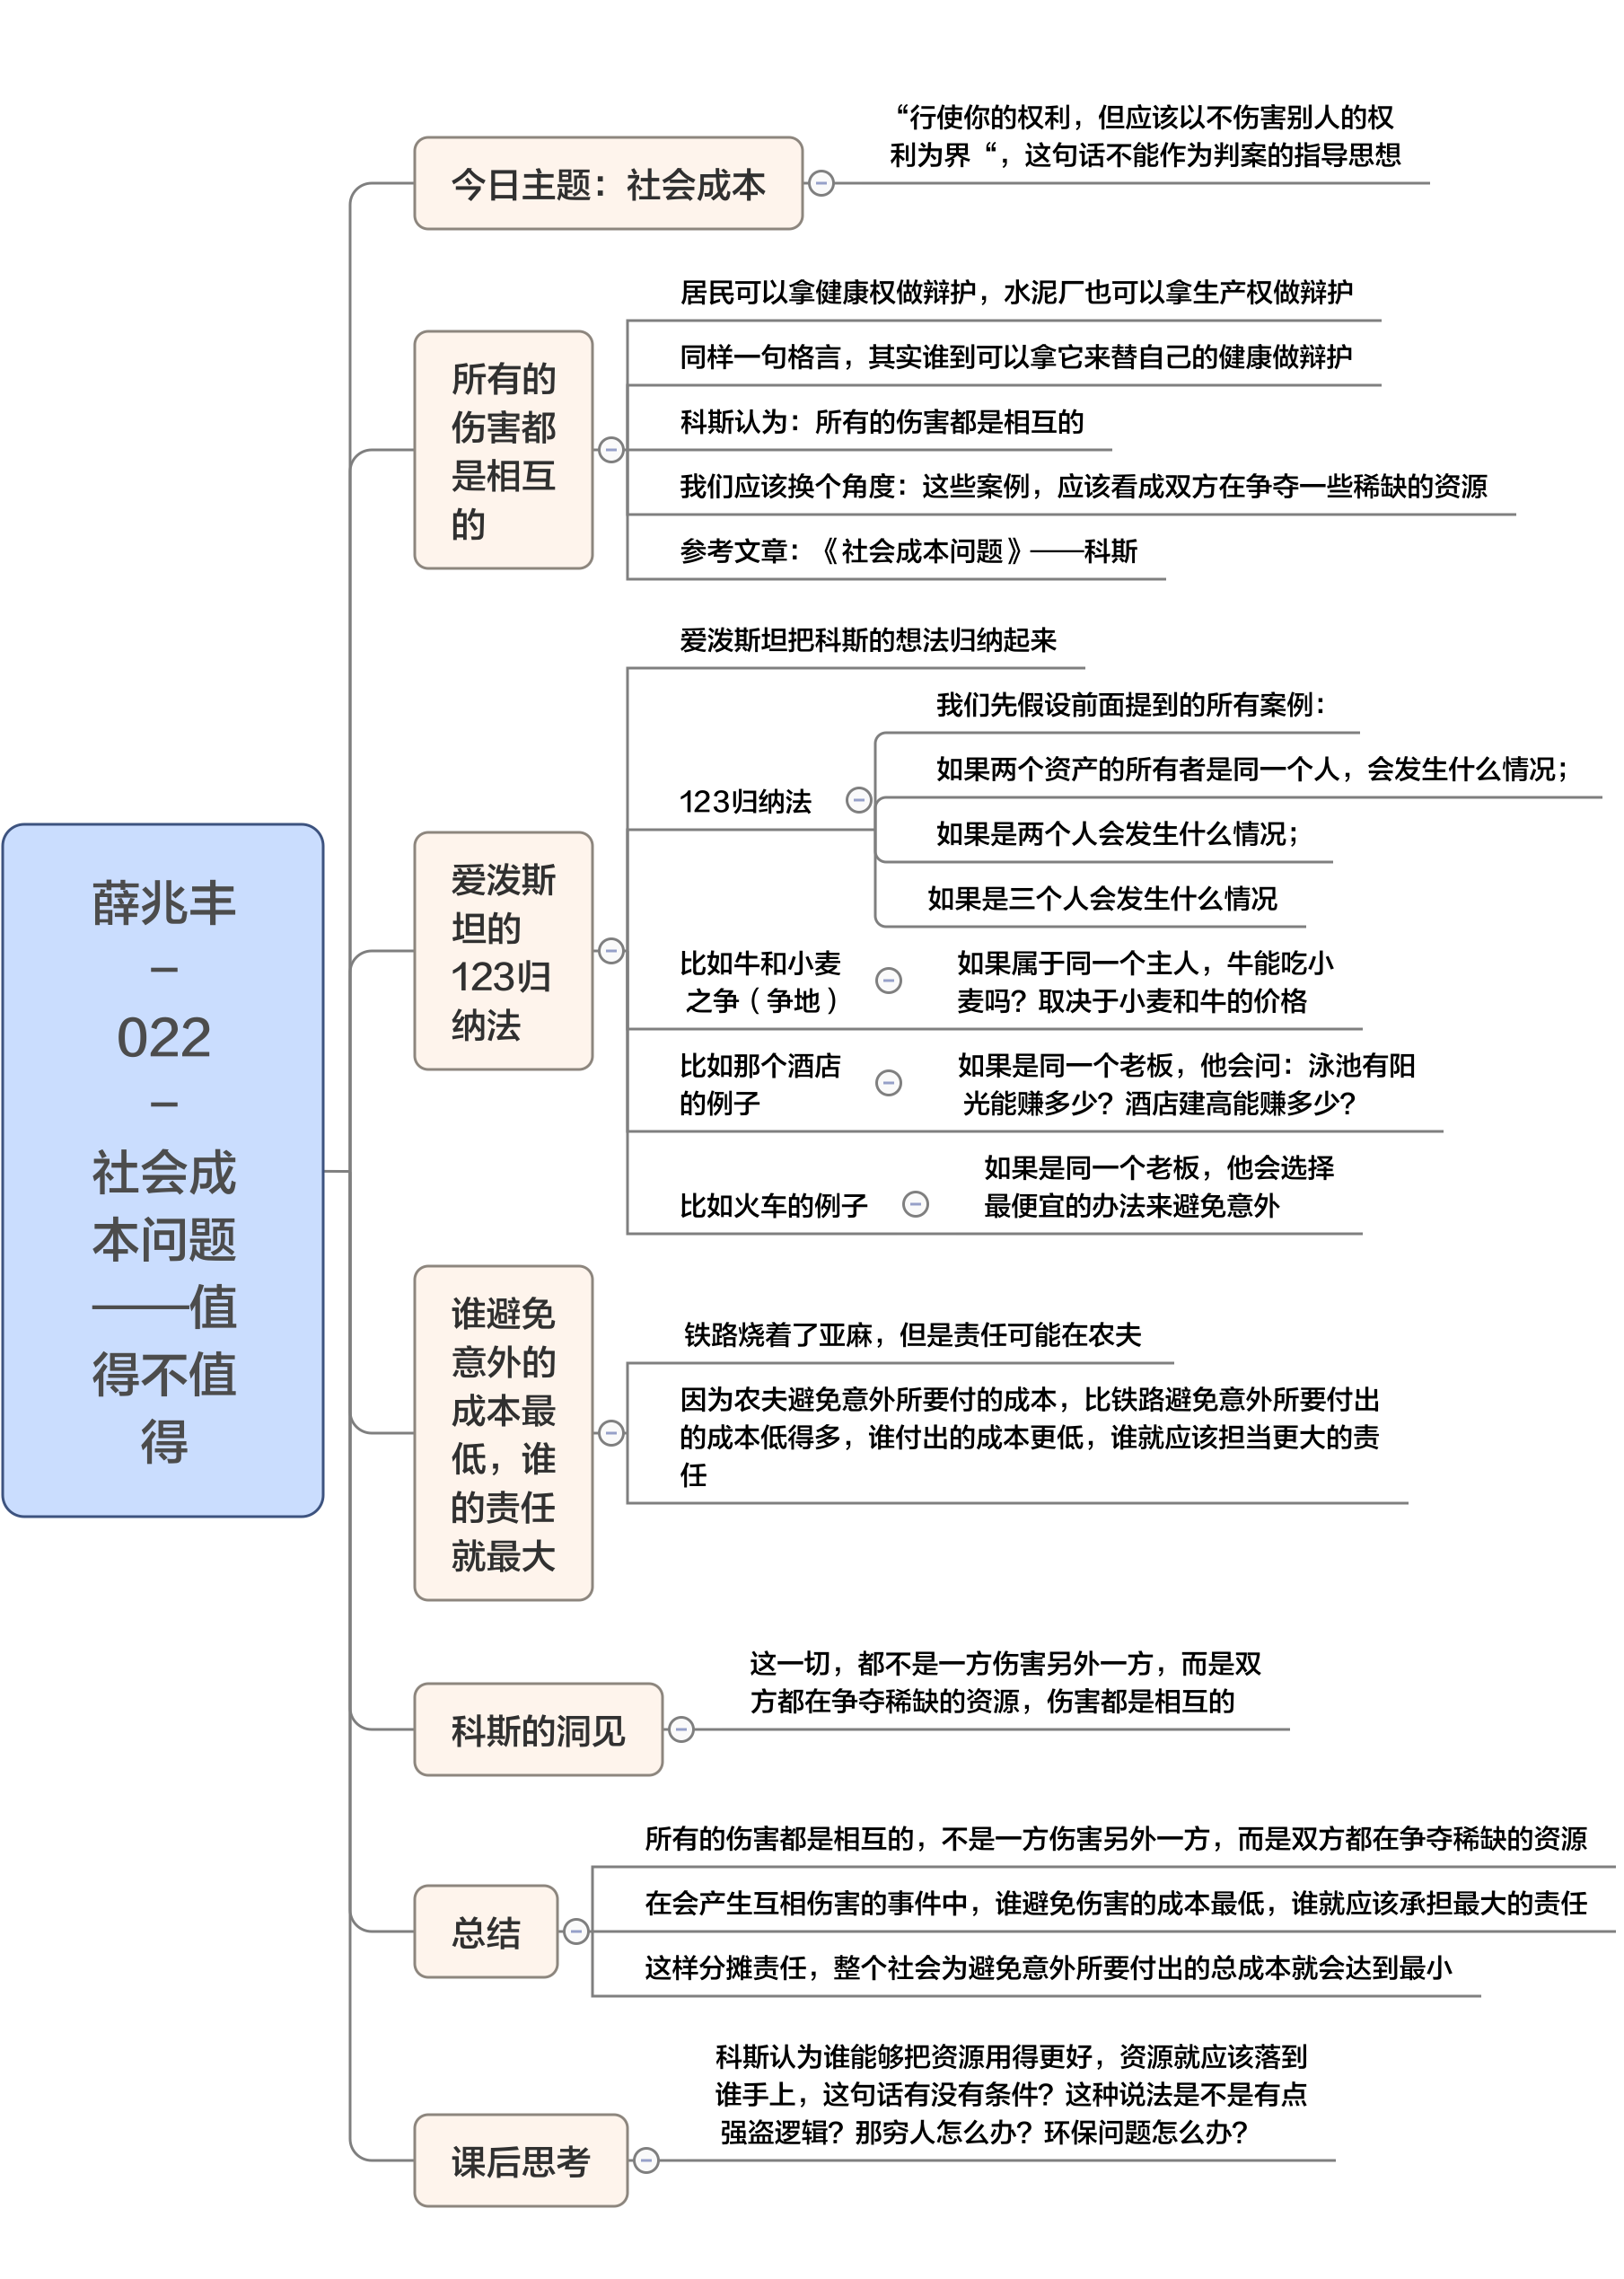 薛兆丰
–
022
–
社会成
本问题
——值
得不值
得
今日主题：社会成本
“行使你的权利，但应该以不伤害别人的权
利为界“，这句话不能作为判案的指导思想
所有的
伤害都
是相互
的
居民可以拿健康权做辩护，水泥厂也可以拿生产权做辩护
同样一句格言，其实谁到可以拿它来替自己的健康做辩护
科斯认为：所有的伤害都是相互的
我们应该换个角度：这些案例，应该看成双方在争夺一些稀缺的资源
参考文章：《社会成本问题》——科斯
爱泼斯
坦的
123归
纳法
爱泼斯坦把科斯的想法归纳起来
123归纳法
我们先假设前面提到的所有案例：
如果两个资产的所有者是同一个人，会发生什么情况；
如果是两个人会发生什么情况；
如果是三个人会发生什么情况
比如牛和小麦
之争（争地）
如果属于同一个主人，牛能吃小
麦吗？取决于小麦和牛的价格
比如那个酒店
的例子
如果是同一个老板，他会问：泳池有阳
光能赚多少？酒店建高能赚多少？
比如火车的例子
如果是同一个老板，他会选择
最便宜的办法来避免意外
谁避免
意外的
成本最
低，谁
的责任
就最大
铁路烧着了亚麻，但是责任可能在农夫
因为农夫避免意外所要付的成本，比铁路避免意外所要付出
的成本低得多，谁付出的成本更低，谁就应该担当更大的责
任
科斯的洞见
这一切，都不是一方伤害另外一方，而是双
方都在争夺稀缺的资源，伤害都是相互的
总结
所有的伤害都是相互的，不是一方伤害另外一方，而是双方都在争夺稀缺的资源
在会产生互相伤害的事件中，谁避免伤害的成本最低，谁就应该承担最大的责任
这样分摊责任，整个社会为避免意外所要付出的总成本就会达到最小
课后思考
科斯认为谁能够把资源用得更好，资源就应该落到
谁手上，这句话有没有条件？这种说法是不是有点
强盗逻辑？那穷人怎么办？环保问题怎么办？